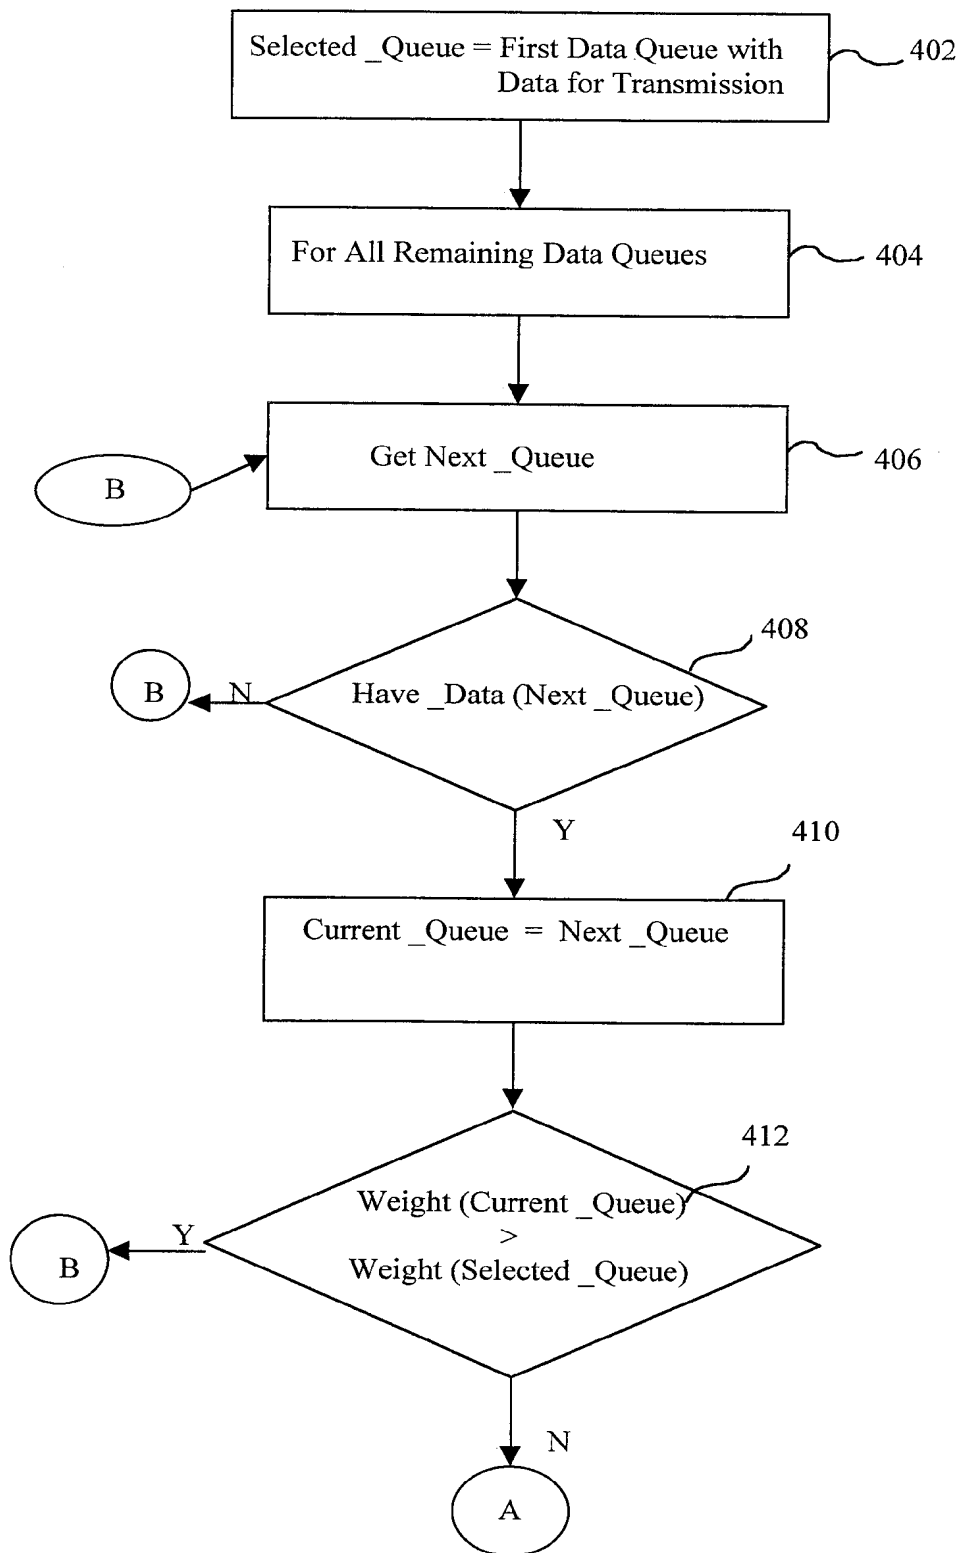 Selected _Queue = First Data Queue with
Data for Transmission
402
For All Remaining Data Queues
404
Get Next _Queue
406
B
408
Have _Data (Next _Queue)
N
B
Y
410
Current _Queue = Next _Queue
412
Weight (Current _Queue)
>
Weight (Selected _Queue)
Y
B
N
A